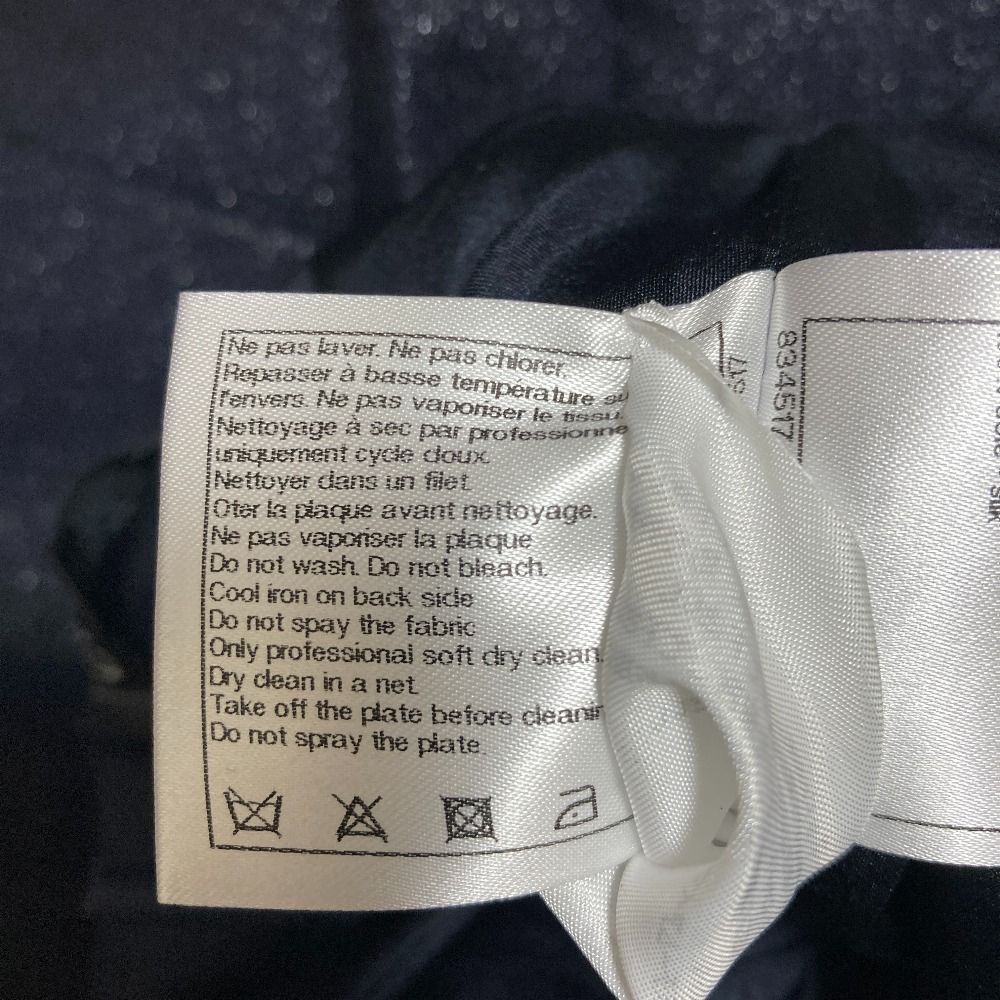 Ne pas laver. Ne pas chlorer.
Repasser à basse température su
l'envers. Ne pas vaporiser le tissu.
Nettoyage à sec par professionne
uniquement cycle doux.
Nettoyer dans un filet
Oter la plaque avant nettoyage.
Ne pas vaporiser la plaque
Do not wash. Do not bleach.
Cool iron on back side
Do not spay the fabric
Only professional soft dry clean.
Dry clean in a net
Take off the plate before cleanin
Do not spray the plate
834517
silk